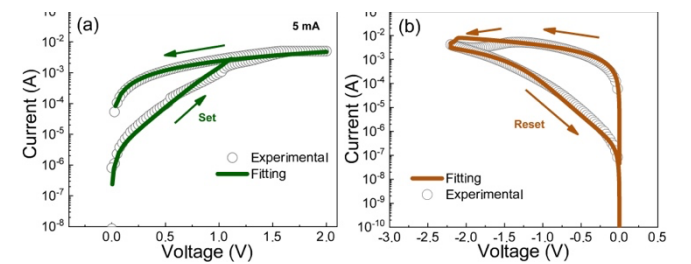 (a)
5 mA
Current (A)
10⁻²
10⁻³
10⁻⁴
10⁻⁵
10⁻⁶
10⁻⁷
10⁻⁸
Set
Experimental
Fitting
0.0 0.5 1.0 1.5 2.0
Voltage (V)
(b)
Current (A)
10⁰
10⁻¹
10⁻²
10⁻³
10⁻⁴
10⁻⁵
10⁻⁶
10⁻⁷
10⁻⁸
10⁻⁹
10⁻¹⁰
Reset
Fitting
Experimental
-3.0 -2.5 -2.0 -1.5 -1.0 -0.5 0.0 0.5
Voltage (V)